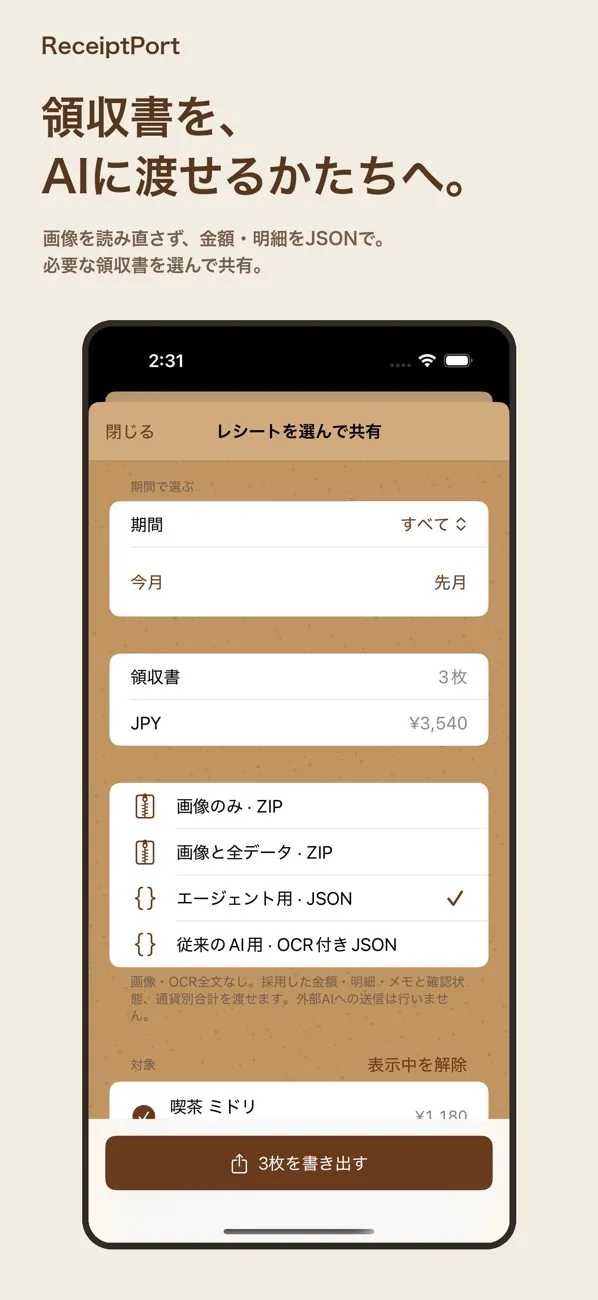 ReceiptPort
領収書を、
AIに渡せるかたちへ。
画像を読み直さず、金額・明細をJSONで。
必要な領収書を選んで共有。
2:31
閉じる
レシートを選んで共有
期間で選ぶ
期間
すべて
今月
先月
領収書
3枚
JPY
¥3,540
画像のみ · ZIP
画像と全データ · ZIP
エージェント用 · JSON
従来のAI用 · OCR付きJSON
画像・OCR全文なし。採用した金額・明細・メモと確認状
態、通貨別合計を渡せます。外部AIへの送信は行いませ
ん。
対象
表示中を解除
喫茶 ミドリ
¥1,180
3枚を書き出す